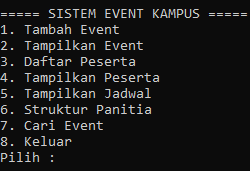 ===== SISTEM EVENT KAMPUS =====
1. Tambah Event
2. Tampilkan Event
3. Daftar Peserta
4. Tampilkan Peserta
5. Tampilkan Jadwal
6. Struktur Panitia
7. Cari Event
8. Keluar
Pilih :